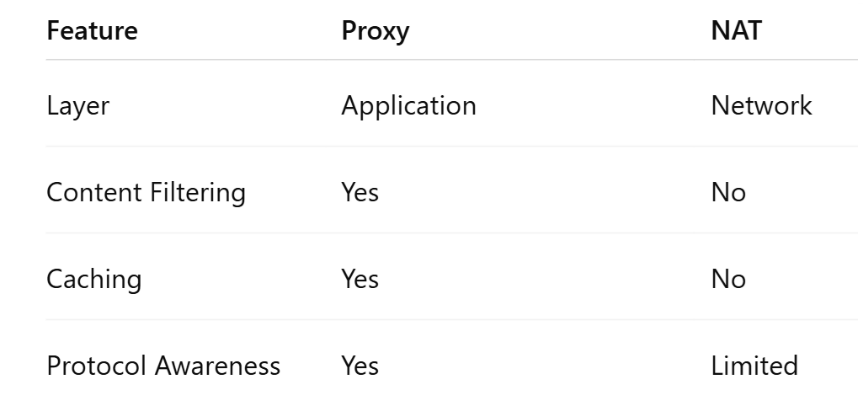 Feature Proxy NAT
Layer Application Network
Content Filtering Yes No
Caching Yes No
Protocol Awareness Yes Limited